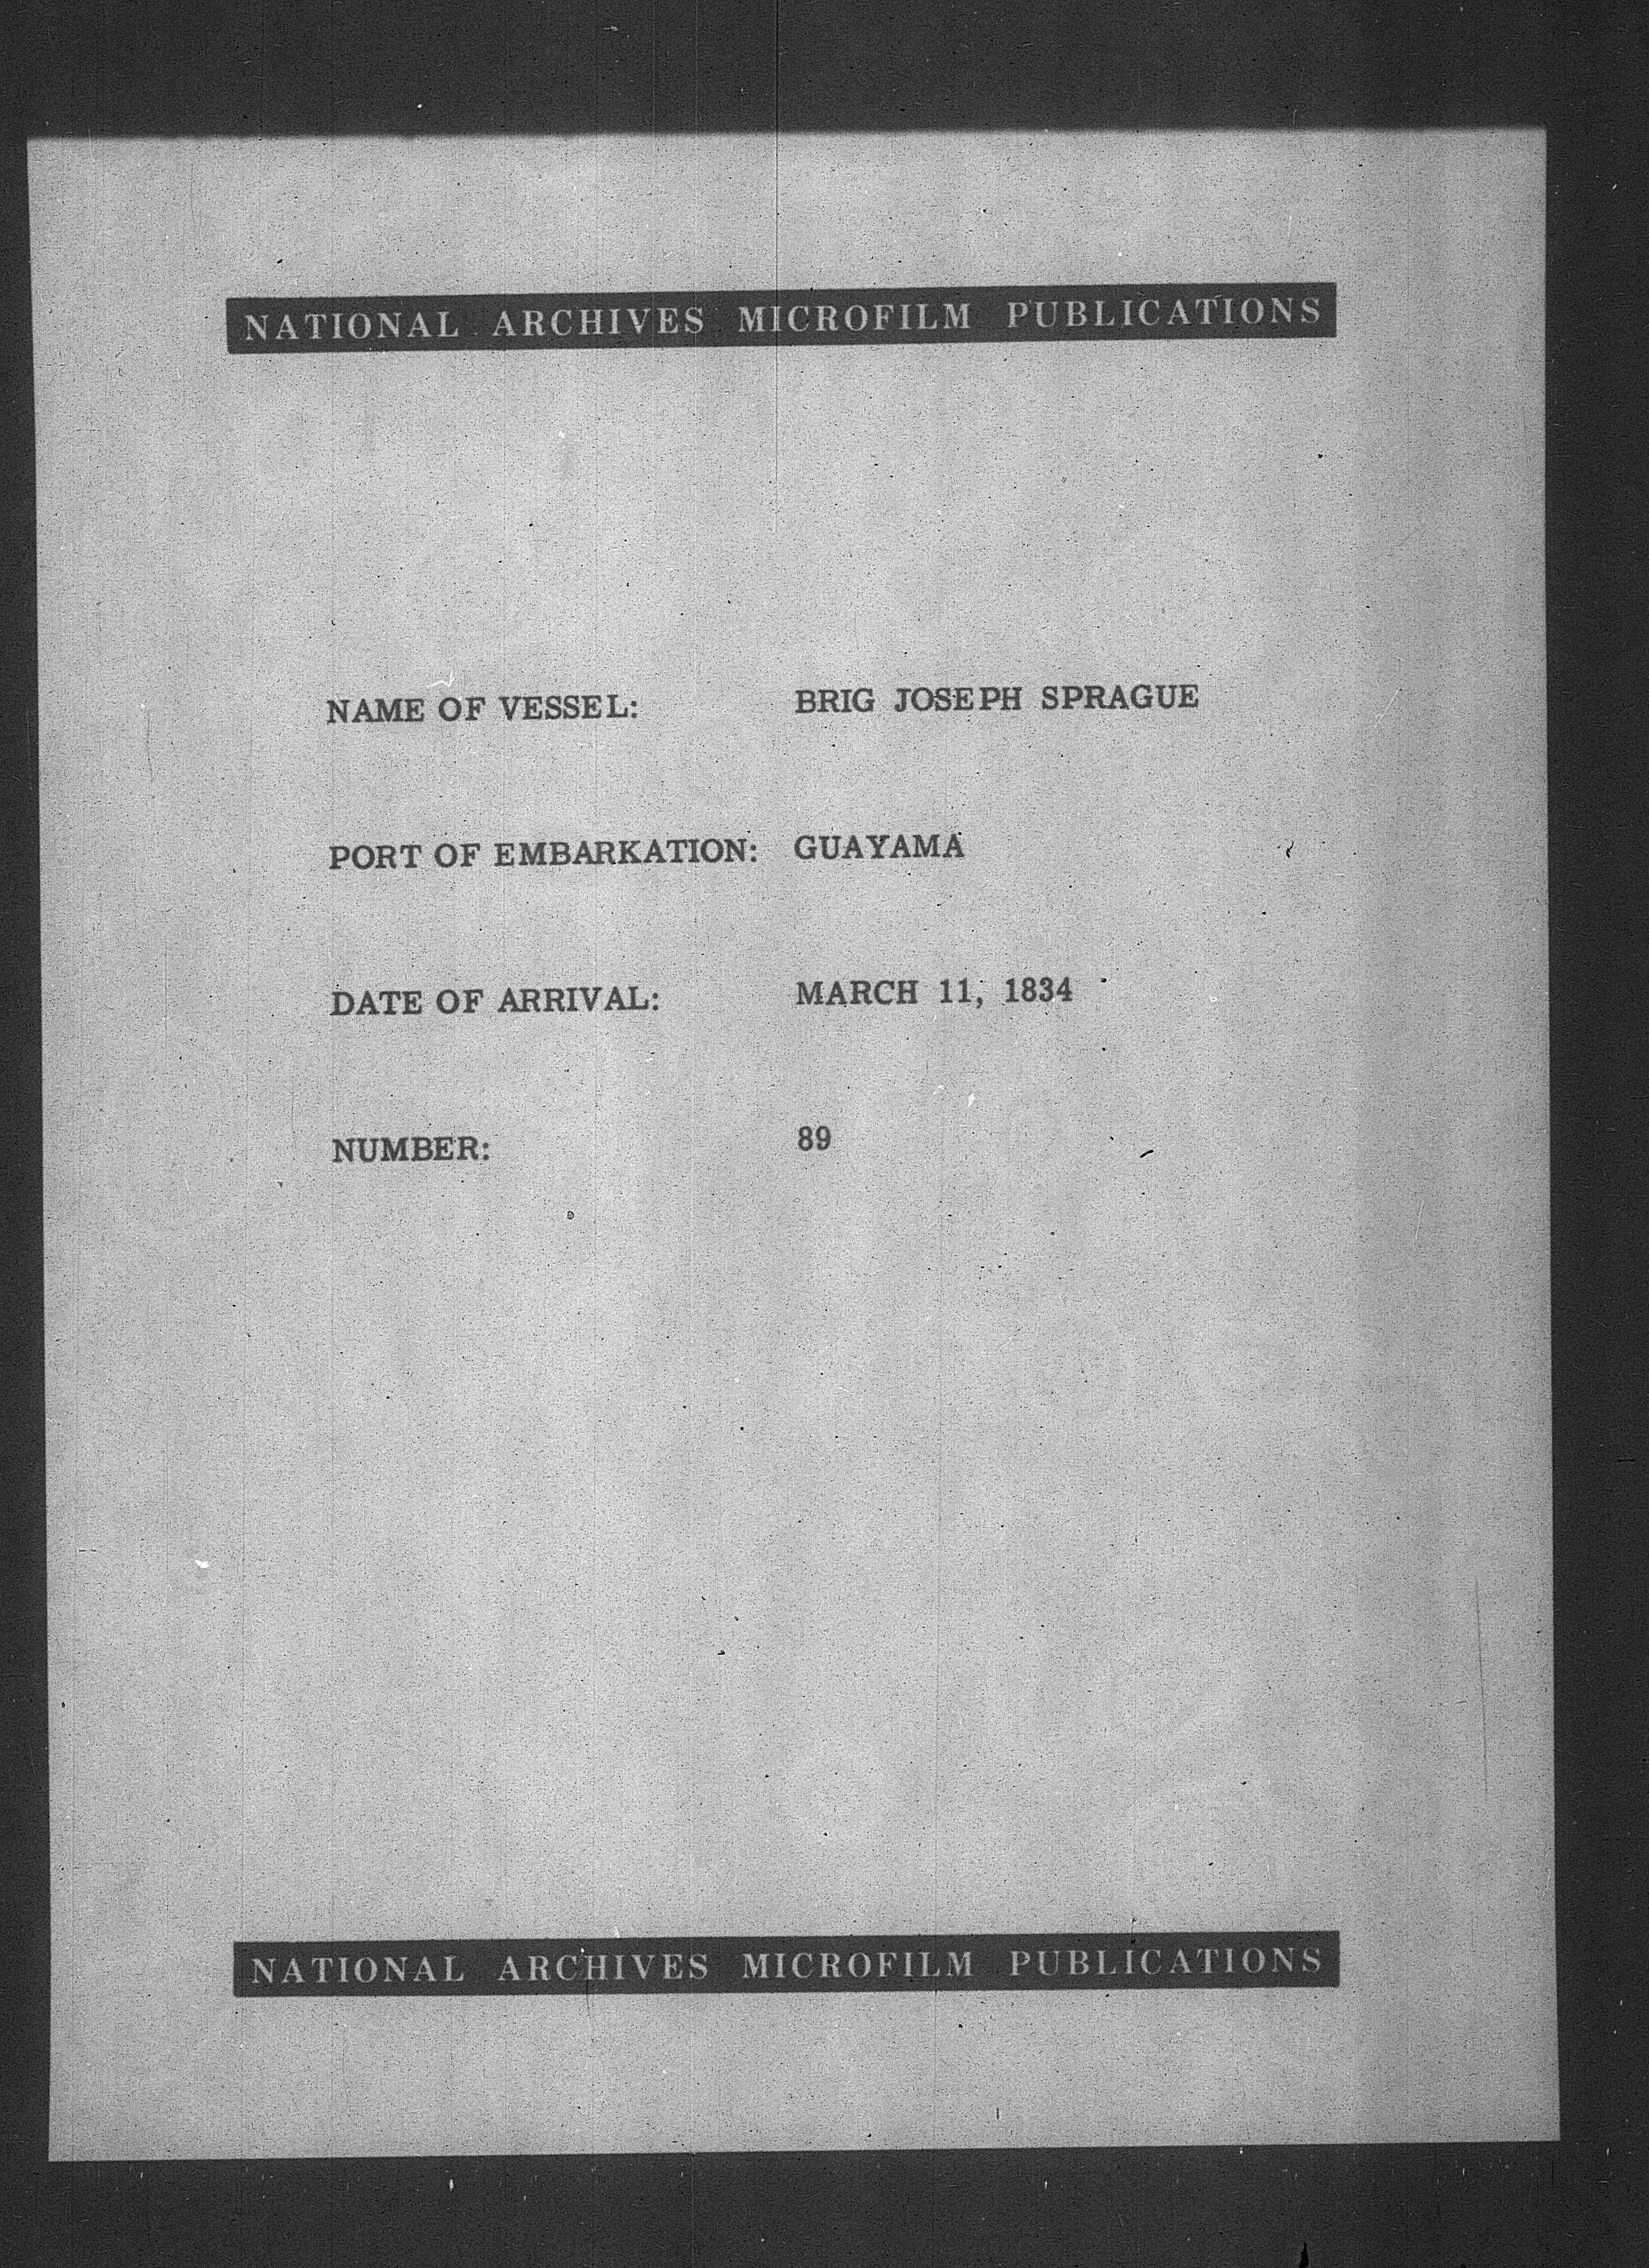 NATIONAL ARCHIVES MICROFILM PUBLICATIONS
NAME OF VESSEL: BRIG JOSEPH SPRAGUE
PORT OF EMBARKATION: GUAYAMA
DATE OF ARRIVAL: MARCH 11, 1834
NUMBER: 89
NATIONAL ARCHIVES MICROFILM PUBLICATIONS